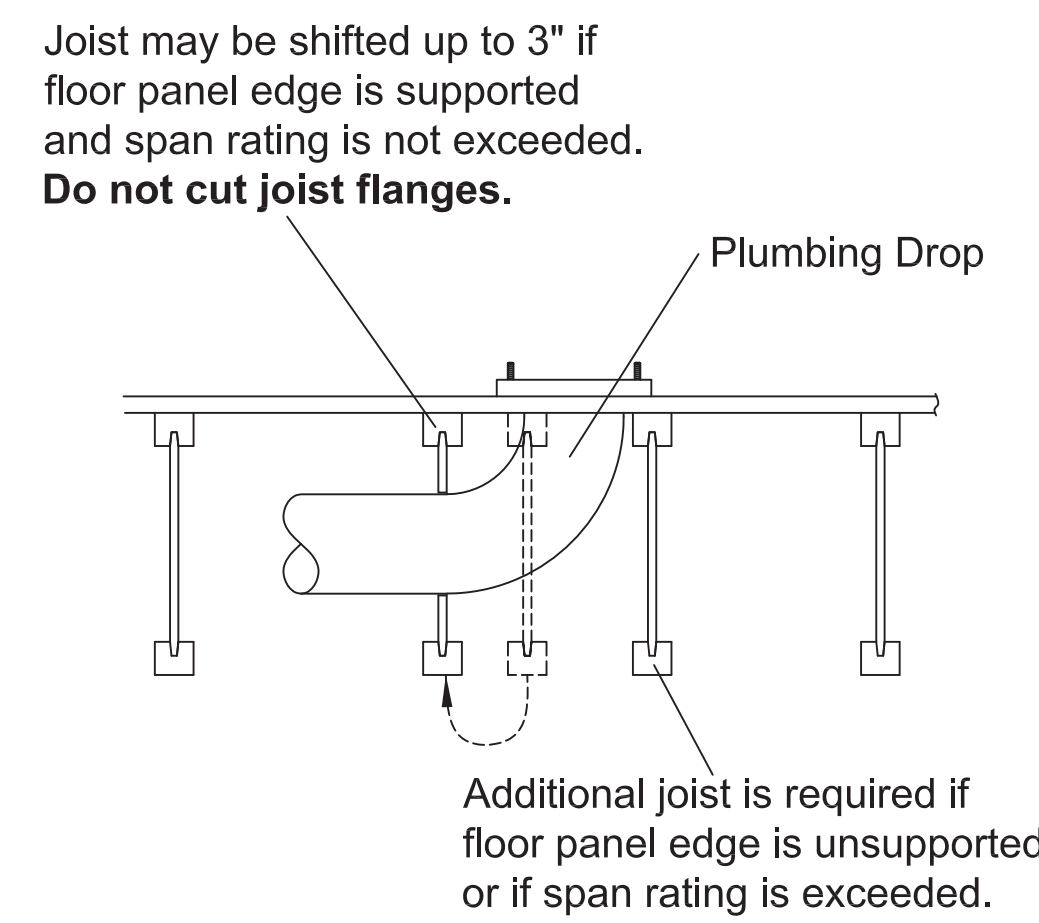 Joist may be shifted up to 3" if
floor panel edge is supported
and span rating is not exceeded.
Do not cut joist flanges.
Plumbing Drop
Additional joist is required if
floor panel edge is unsupported
or if span rating is exceeded.